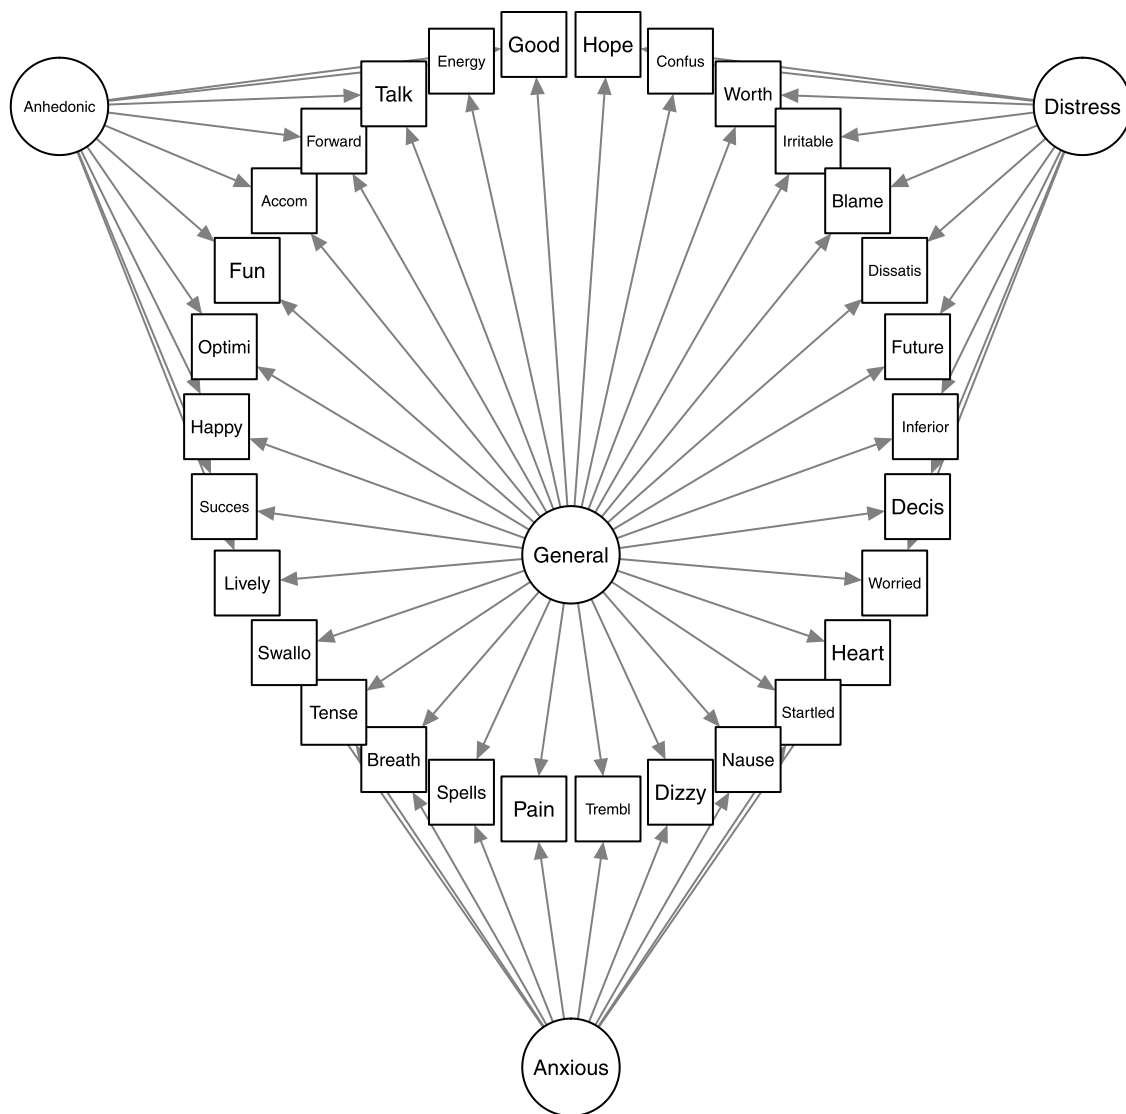 Good
Hope
Energy
Confus
Talk
Worth
Anhedonic
Distress
Forward
Irritable
Accom
Blame
Fun
Dissatis
Optimi
Future
Happy
Inferior
Succes
Decis
General
Lively
Worried
Swallo
Heart
Tense
Startled
Breath
Nause
Spells
Dizzy
Pain
Trembl
Anxious